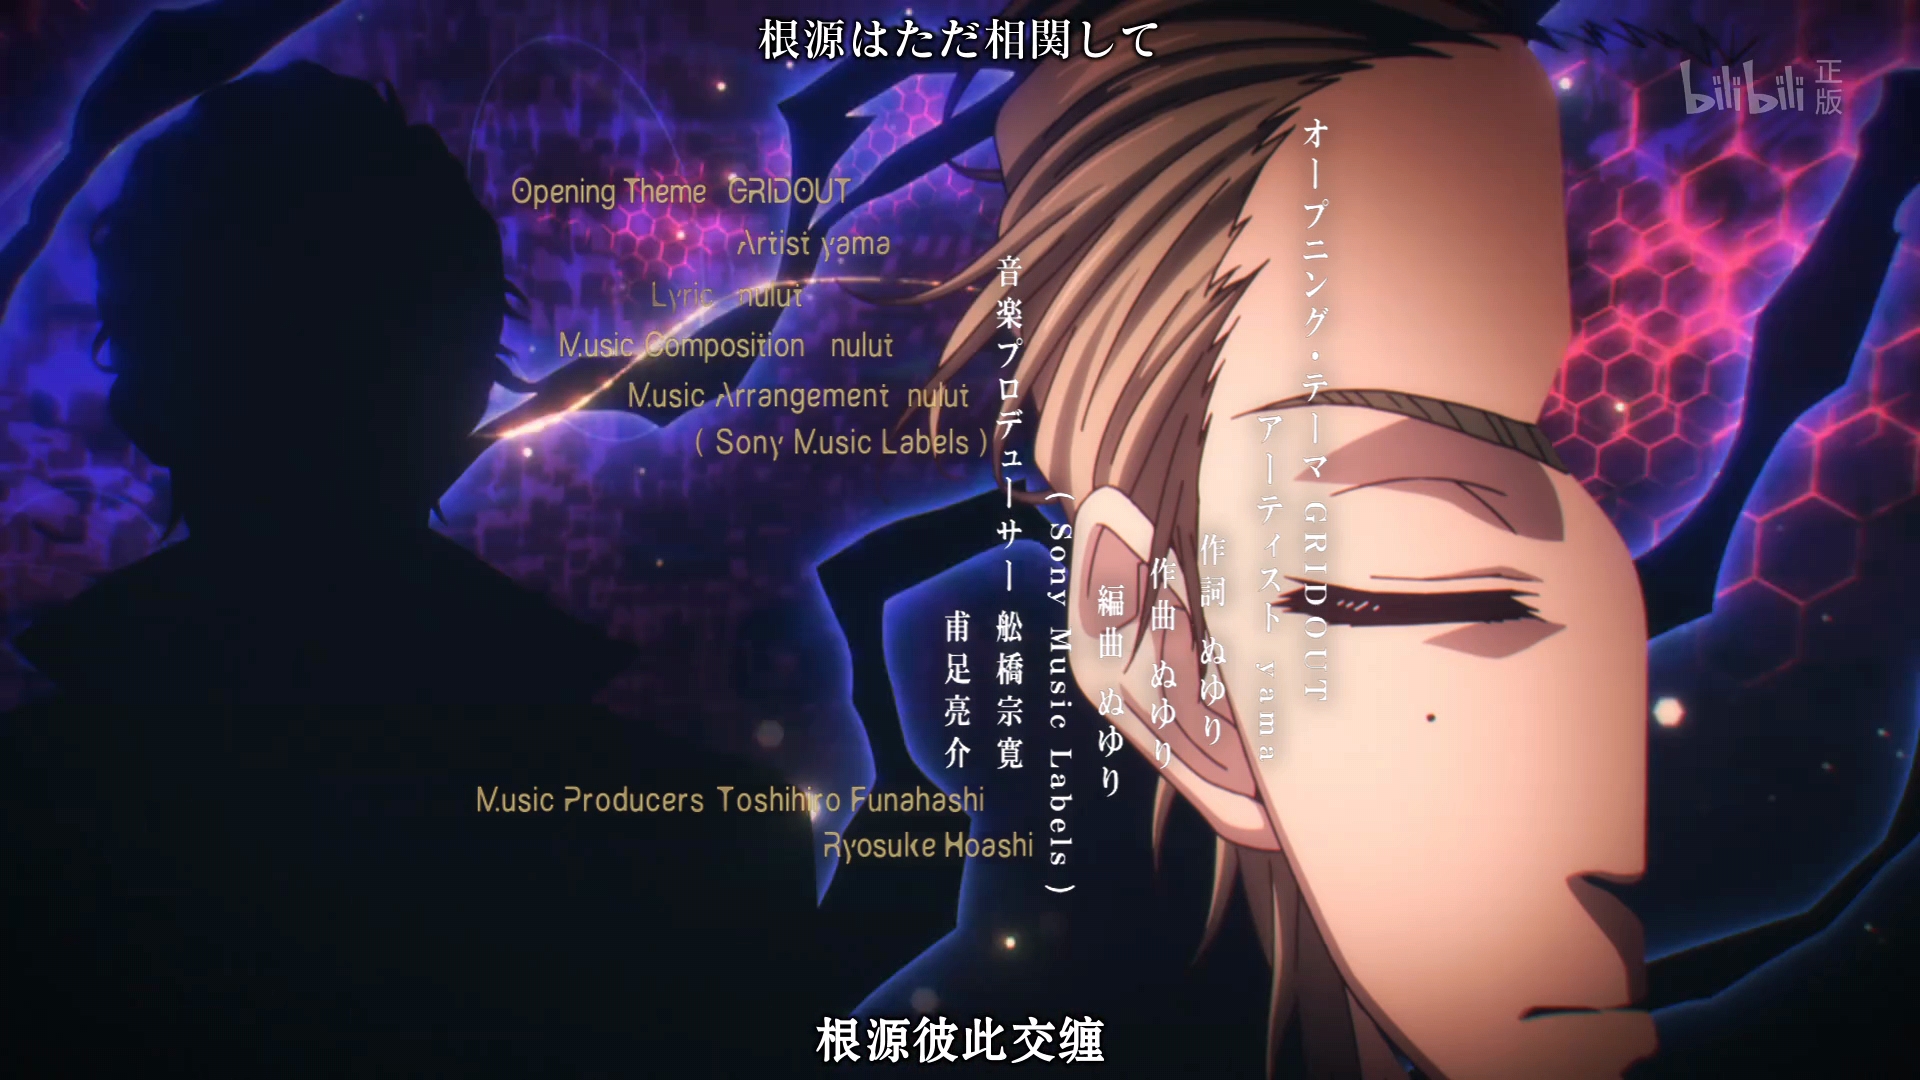 根源はただ相関して
bilibili 正版
Opening Theme GRIDOUT
Artist yama
Lyric nulut
Music Composition nulut
Music Arrangement nulut
( Sony Music Labels )
Music Producers Toshihiro Funahashi
Ryosuke Hoashi
オープニング・テーマ GRIDOUT
アーティスト yama
作詞 ぬゆり
作曲 ぬゆり
編曲 ぬゆり
( Sony Music Labels )
音楽プロデューサー 舩橋宗寛
甫足亮介
根源彼此交缠